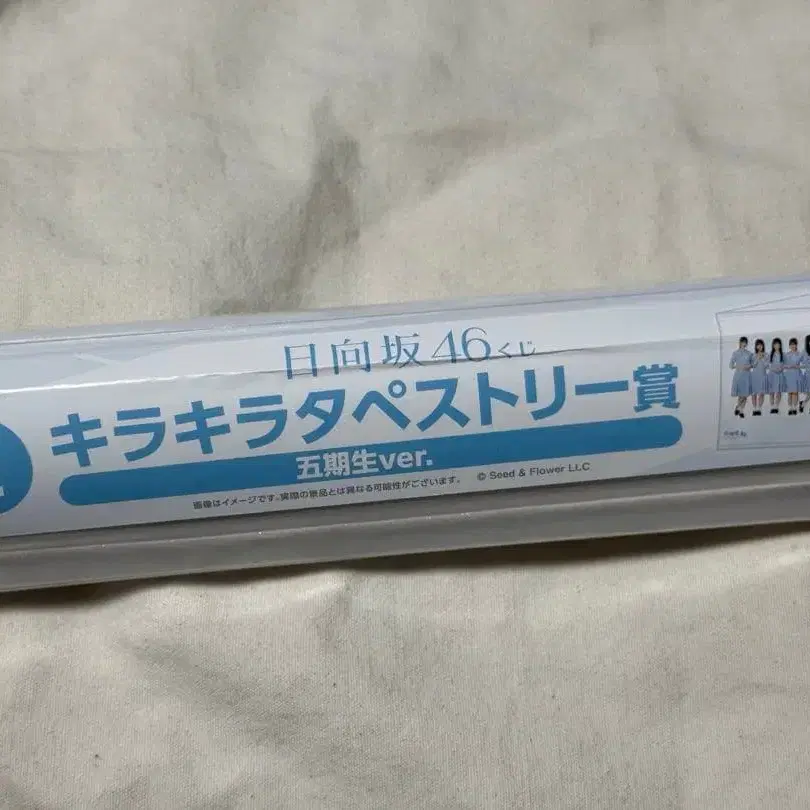 日向坂46くじ
キラキラタペストリー賞
五期生ver.
画像はイメージです。実際の景品とは異なる可能性がございます。
© Seed & Flower LLC